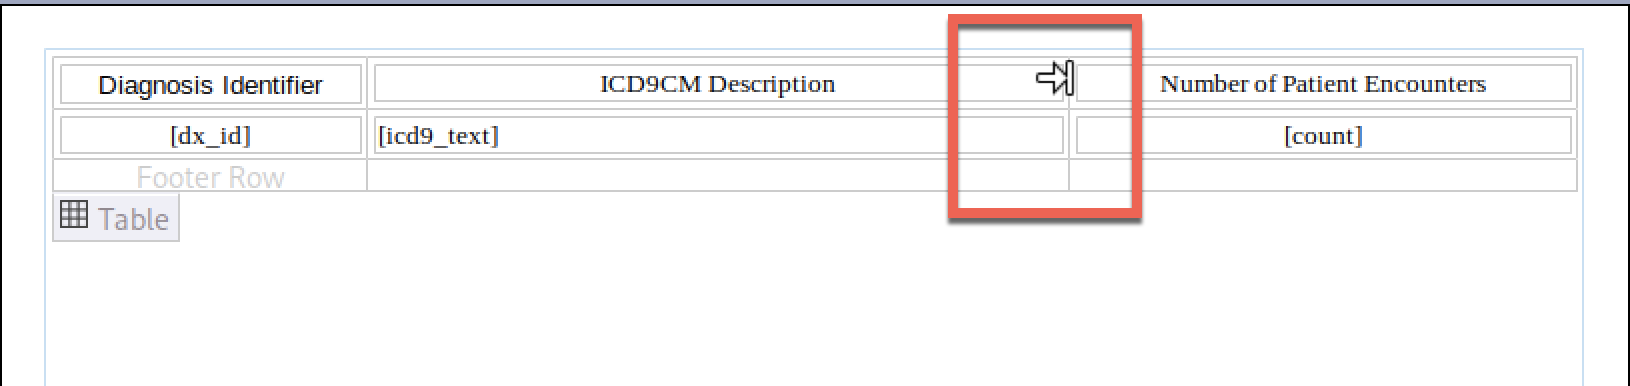 Diagnosis Identifier ICD9CM Description Number of Patient Encounters
[dx_id] [icd9_text] [count]
Footer Row
Table